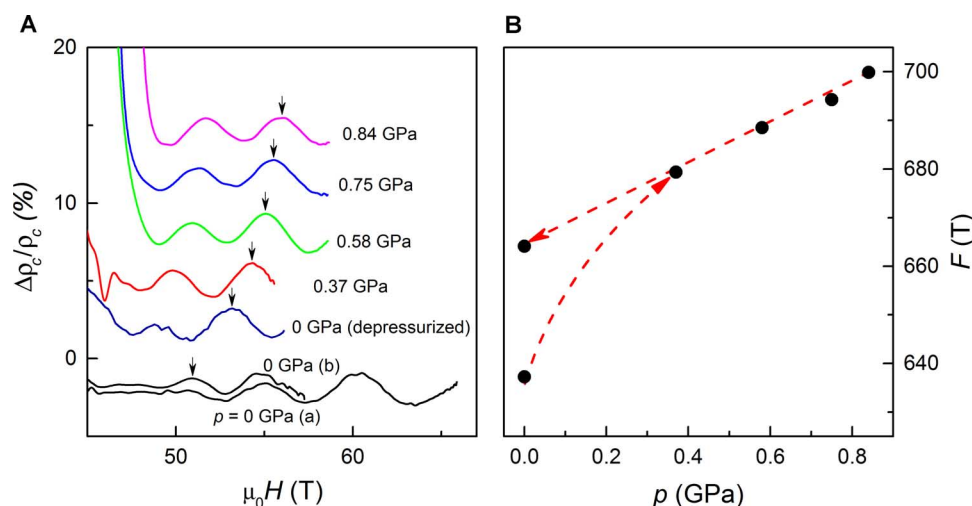 A
B
20
10
0
Δρc/ρc (%)
0.84 GPa
0.75 GPa
0.58 GPa
0.37 GPa
0 GPa (depressurized)
0 GPa (b)
p = 0 GPa (a)
50
60
μ0H (T)
700
680
660
640
F (T)
0.0
0.2
0.4
0.6
0.8
p (GPa)